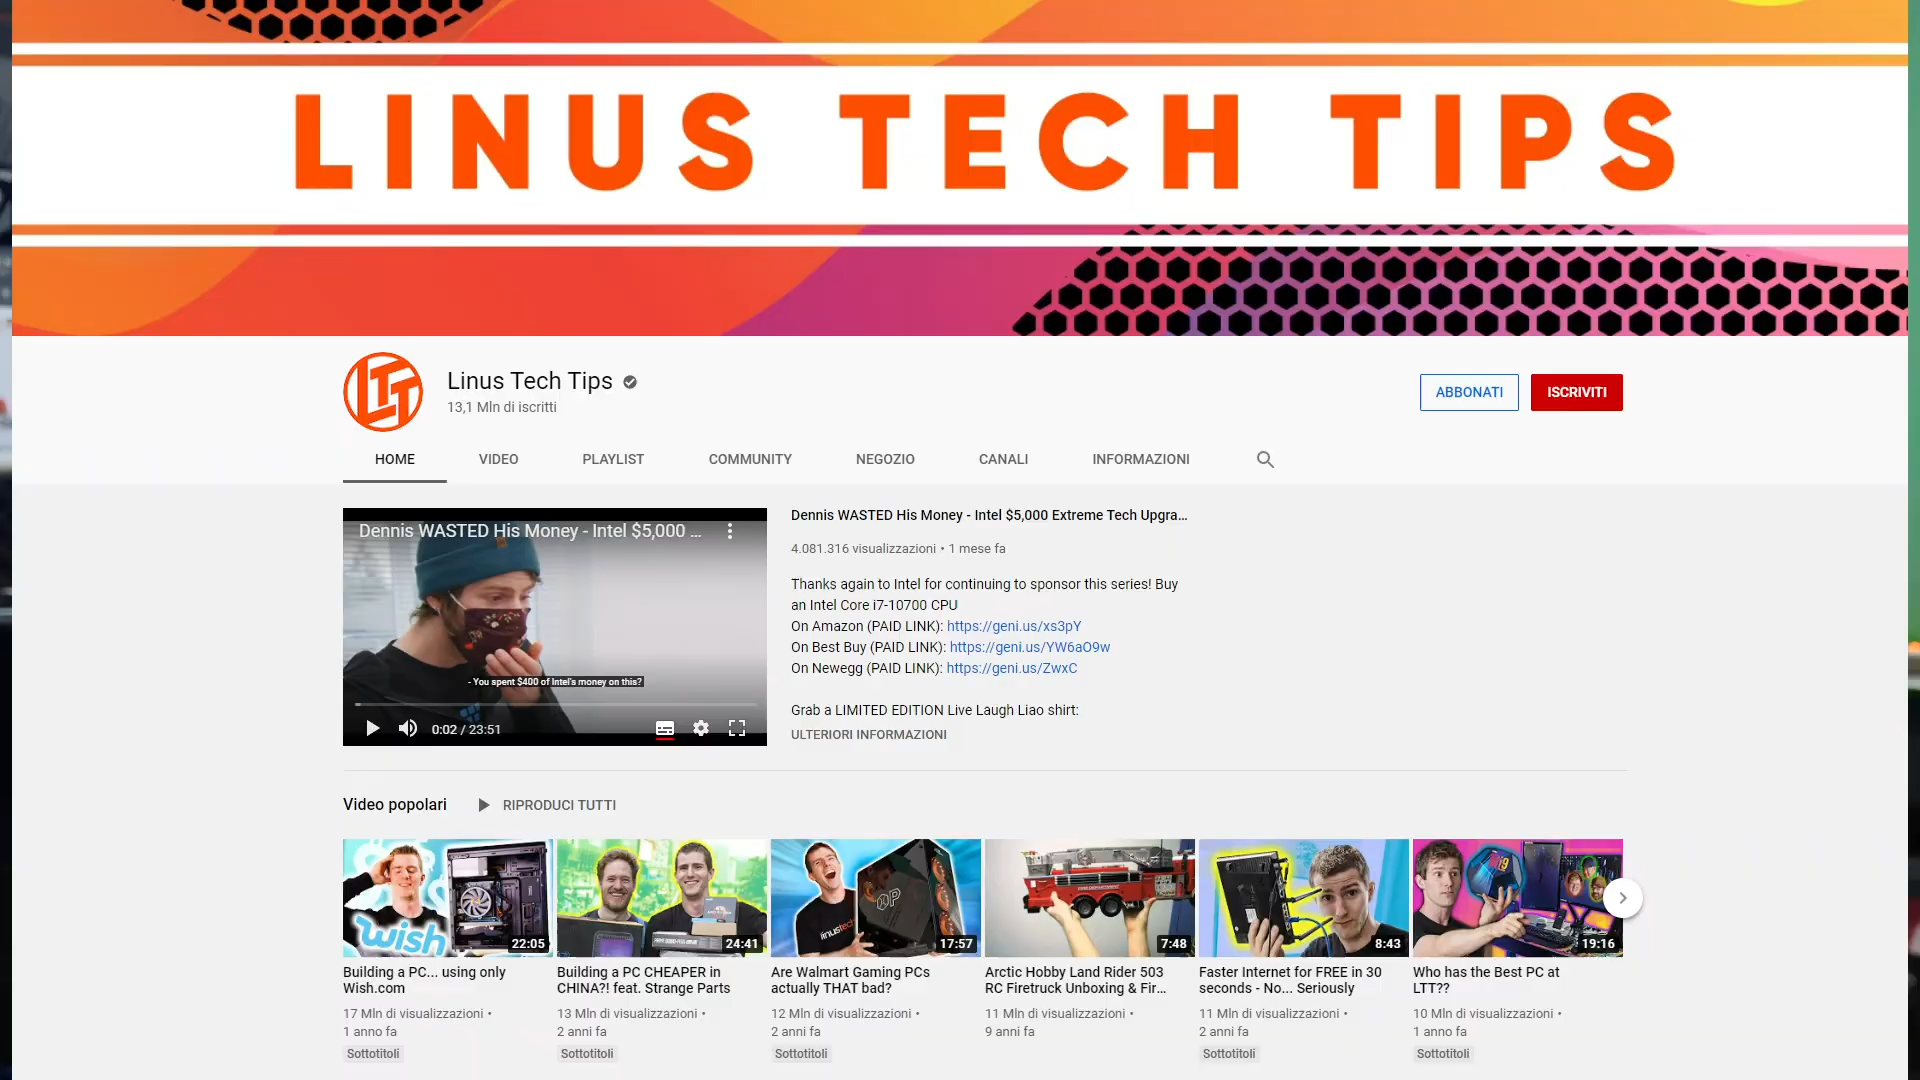 LINUS TECH TIPS
LTT
Linus Tech Tips
13,1 Mln di iscritti
ABBONATI
ISCRIVITI
HOME
VIDEO
PLAYLIST
COMMUNITY
NEGOZIO
CANALI
INFORMAZIONI
Dennis WASTED His Money - Intel $5,000 ...
- You spent $400 of Intel's money on this?
0:02 / 23:51
Dennis WASTED His Money - Intel $5,000 Extreme Tech Upgra...
4.081.316 visualizzazioni • 1 mese fa
Thanks again to Intel for continuing to sponsor this series! Buy
an Intel Core i7-10700 CPU
On Amazon (PAID LINK): https://geni.us/xs3pY
On Best Buy (PAID LINK): https://geni.us/YW6aO9w
On Newegg (PAID LINK): https://geni.us/ZwxC
Grab a LIMITED EDITION Live Laugh Liao shirt:
ULTERIORI INFORMAZIONI
Video popolari
RIPRODUCI TUTTI
wish
22:05
Building a PC... using only
Wish.com
17 Mln di visualizzazioni •
1 anno fa
Sottotitoli
24:41
Building a PC CHEAPER in
CHINA?! feat. Strange Parts
13 Mln di visualizzazioni •
2 anni fa
Sottotitoli
linustech
OP
17:57
Are Walmart Gaming PCs
actually THAT bad?
12 Mln di visualizzazioni •
2 anni fa
Sottotitoli
7:48
Arctic Hobby Land Rider 503
RC Firetruck Unboxing & Fir...
11 Mln di visualizzazioni •
9 anni fa
8:43
Faster Internet for FREE in 30
seconds - No... Seriously
11 Mln di visualizzazioni •
2 anni fa
Sottotitoli
i9
19:16
Who has the Best PC at
LTT??
10 Mln di visualizzazioni •
1 anno fa
Sottotitoli